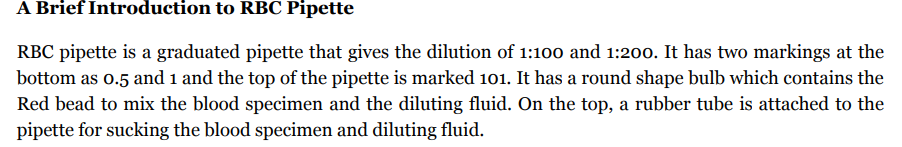 A Brief Introduction to RBC Pipette
RBC pipette is a graduated pipette that gives the dilution of 1:100 and 1:200. It has two markings at the
bottom as 0.5 and 1 and the top of the pipette is marked 101. It has a round shape bulb which contains the
Red bead to mix the blood specimen and the diluting fluid. On the top, a rubber tube is attached to the
pipette for sucking the blood specimen and diluting fluid.